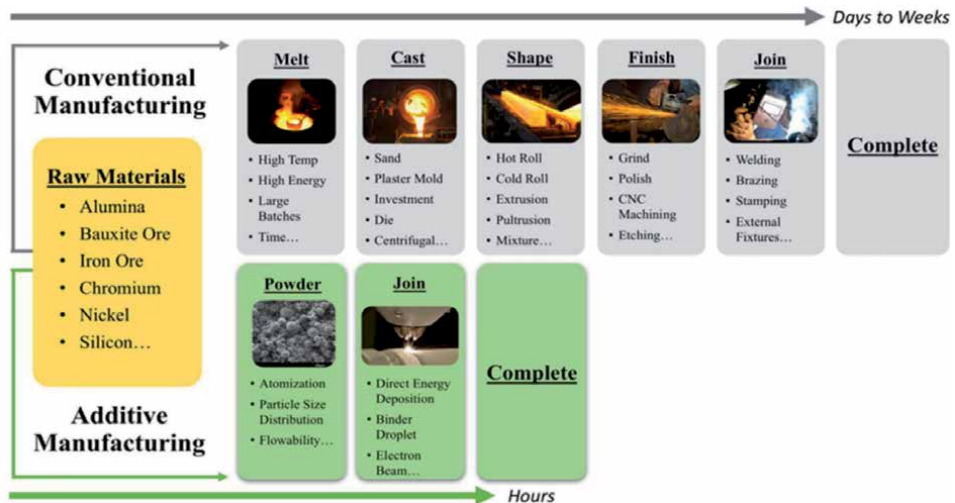 Days to Weeks
Conventional
Manufacturing
Raw Materials
• Alumina
• Bauxite Ore
• Iron Ore
• Chromium
• Nickel
• Silicon…
Additive
Manufacturing
Melt
• High Temp
• High Energy
• Large
Batches
• Time…
Cast
• Sand
• Plaster Mold
• Investment
• Die
• Centrifugal…
Shape
• Hot Roll
• Cold Roll
• Extrusion
• Pultrusion
• Mixture…
Finish
• Grind
• Polish
• CNC
Machining
• Etching…
Join
• Welding
• Brazing
• Stamping
• External
Fixtures…
Complete
Powder
• Atomization
• Particle Size
Distribution
• Flowability…
Join
• Direct Energy
Deposition
• Binder
Droplet
• Electron
Beam…
Complete
Hours